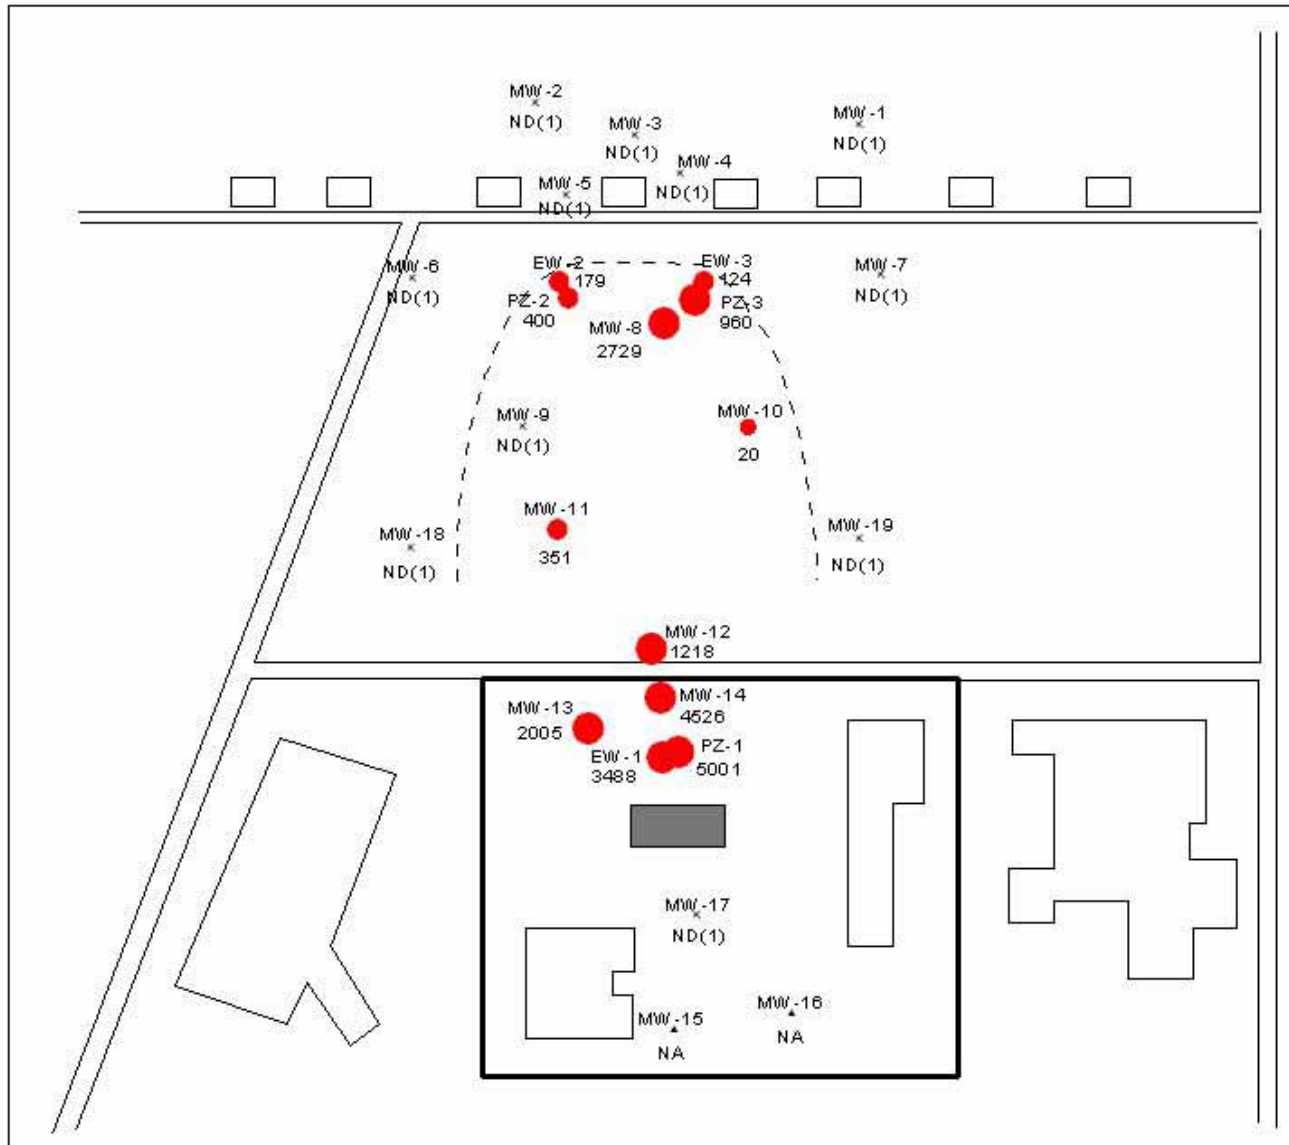 MW-2
ND(1)
MW-3
ND(1)
MW-1
ND(1)
MW-4
ND(1)
MW-5
ND(1)
MW-6
ND(1)
EW-2
179
PZ-2
400
EW-3
424
PZ-3
960
MW-8
2729
MW-7
ND(1)
MW-9
ND(1)
MW-10
20
MW-11
351
MW-18
ND(1)
MW-19
ND(1)
MW-12
1218
MW-14
4526
MW-13
2005
EW-1
3488
PZ-1
5001
MW-17
ND(1)
MW-16
NA
MW-15
NA